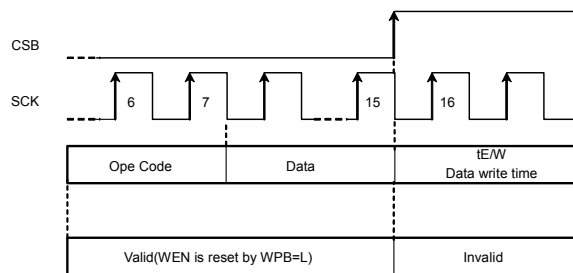 CSB
SCK
6
7
15
16
Ope Code
Data
tE/W
Data write time
Valid(WEN is reset by WPB=L)
Invalid